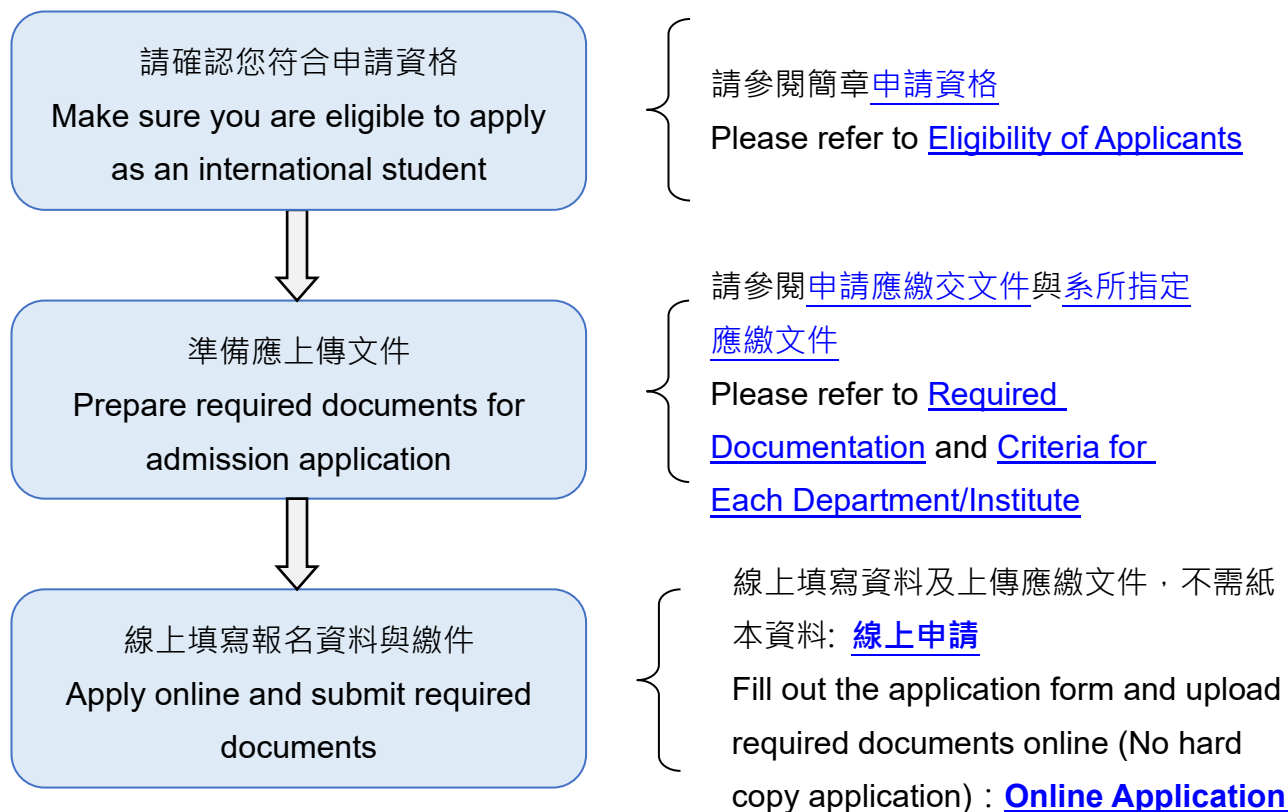 請確認您符合申請資格
Make sure you are eligible to apply
as an international student
請參閱簡章申請資格
Please refer to Eligibility of Applicants
準備應上傳文件
Prepare required documents for
admission application
請參閱申請應繳交文件與系所指定
應繳文件
Please refer to Required
Documentation and Criteria for
Each Department/Institute
線上填寫報名資料與繳件
Apply online and submit required
documents
線上填寫資料及上傳應繳文件，不需紙
本資料: 線上申請
Fill out the application form and upload
required documents online (No hard
copy application)：Online Application